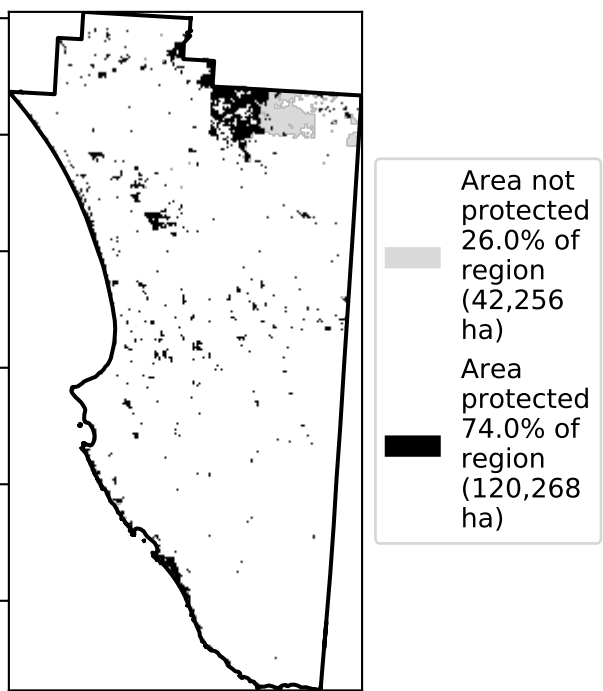 Area not
protected
26.0% of
region
(42,256
ha)
Area
protected
74.0% of
region
(120,268
ha)